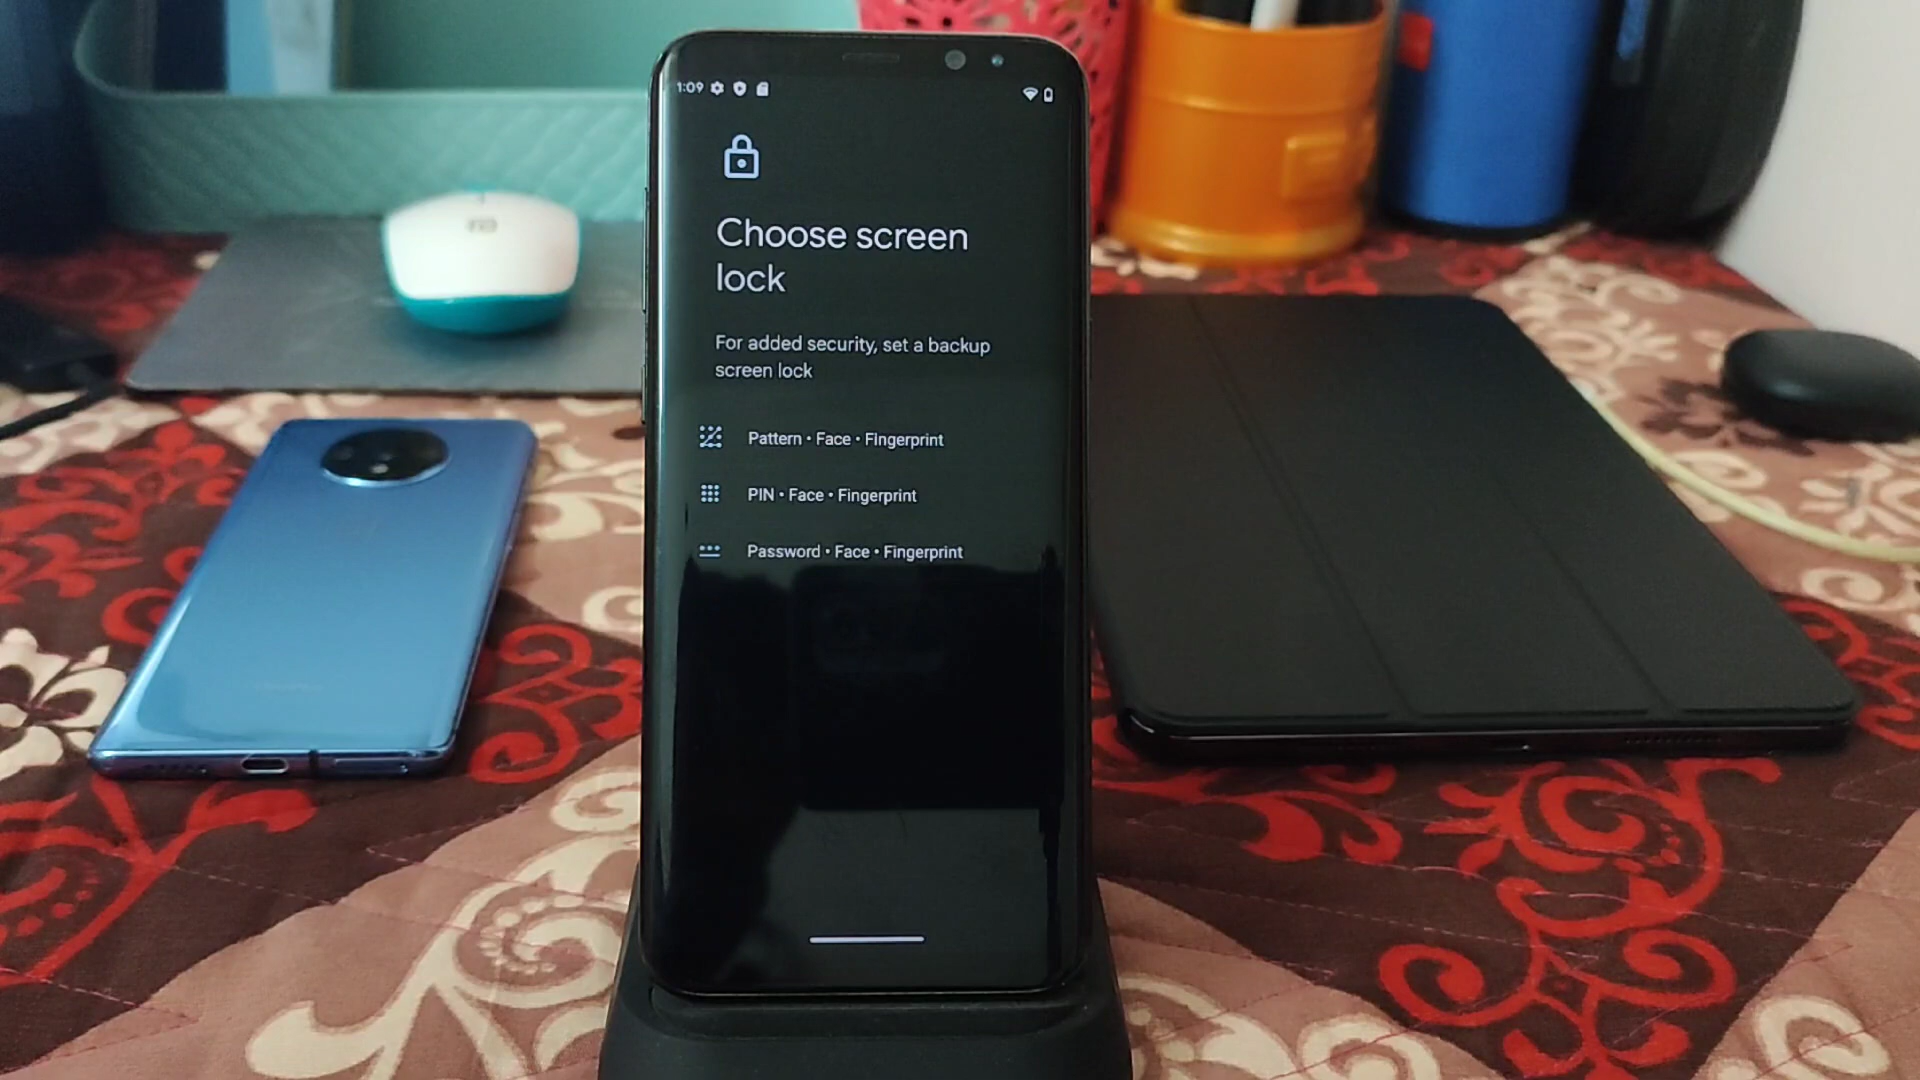 1:09
Choose screen
lock
For added security, set a backup
screen lock
Pattern • Face • Fingerprint
PIN • Face • Fingerprint
Password • Face • Fingerprint